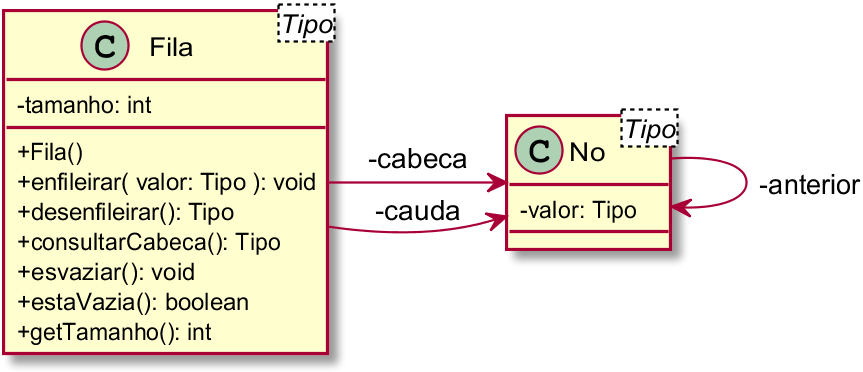 Tipo
C Fila
-tamanho: int
+Fila()
+enfileirar( valor: Tipo ): void
+desenfileirar(): Tipo
+consultarCabeca(): Tipo
+esvaziar(): void
+estaVazia(): boolean
+getTamanho(): int
-cabeca
-cauda
Tipo
C No
-valor: Tipo
-anterior